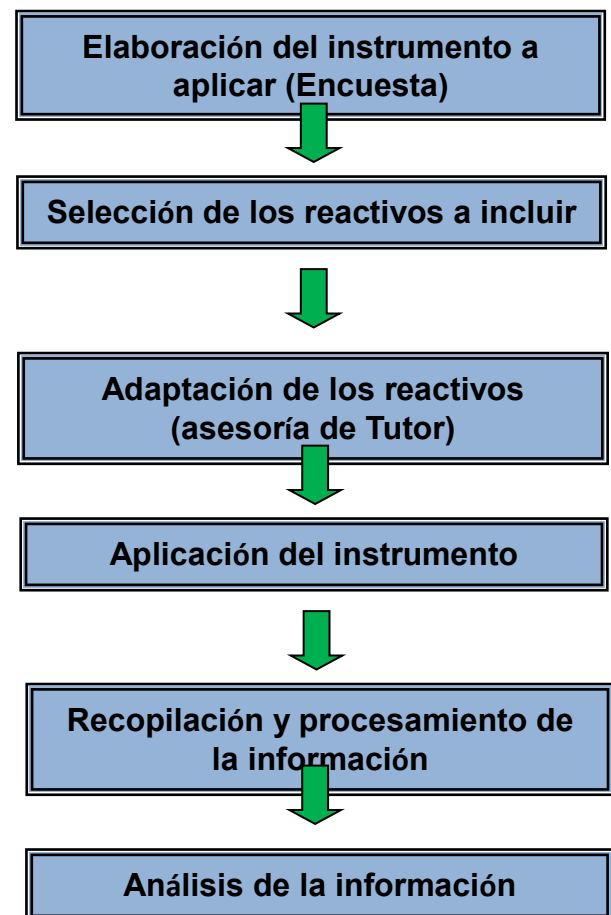 Elaboración del instrumento a
aplicar (Encuesta)
Selección de los reactivos a incluir
Adaptación de los reactivos
(asesoría de Tutor)
Aplicación del instrumento
Recopilación y procesamiento de
la información
Análisis de la información